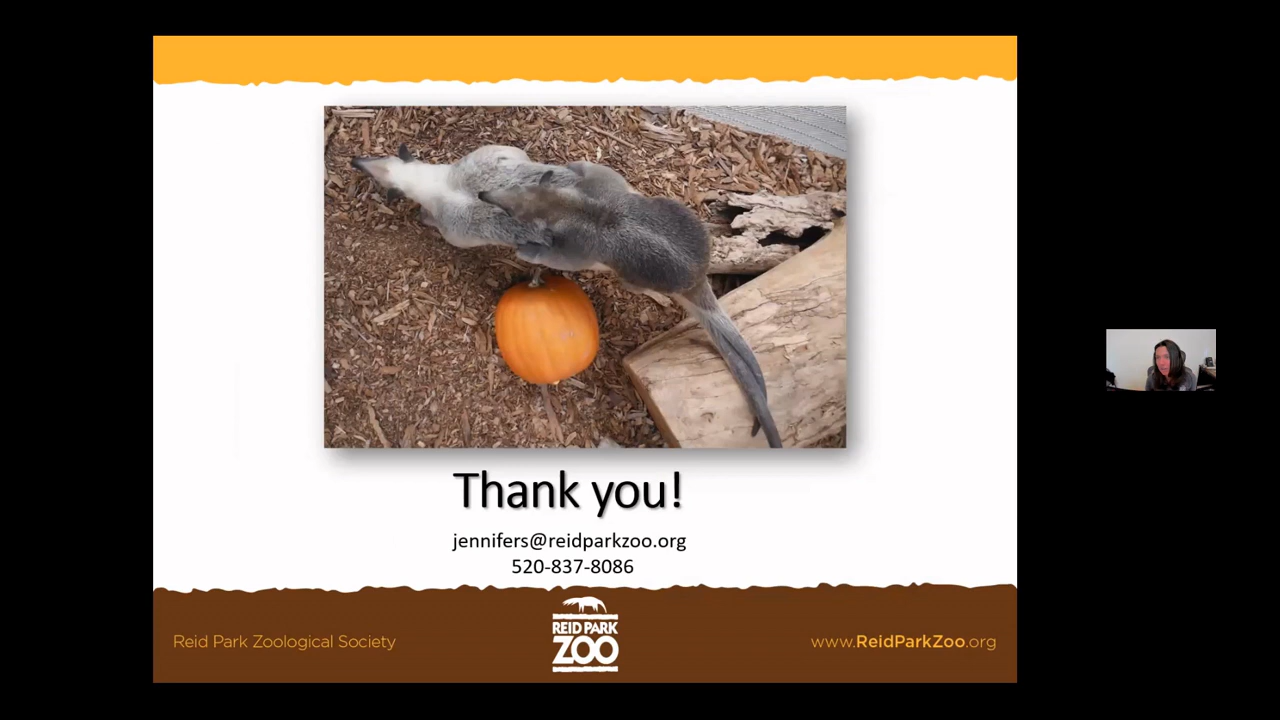 Thank you!
jennifers@reidparkzoo.org
520-837-8086
Reid Park Zoological Society
REID PARK
ZOO
www.ReidParkZoo.org